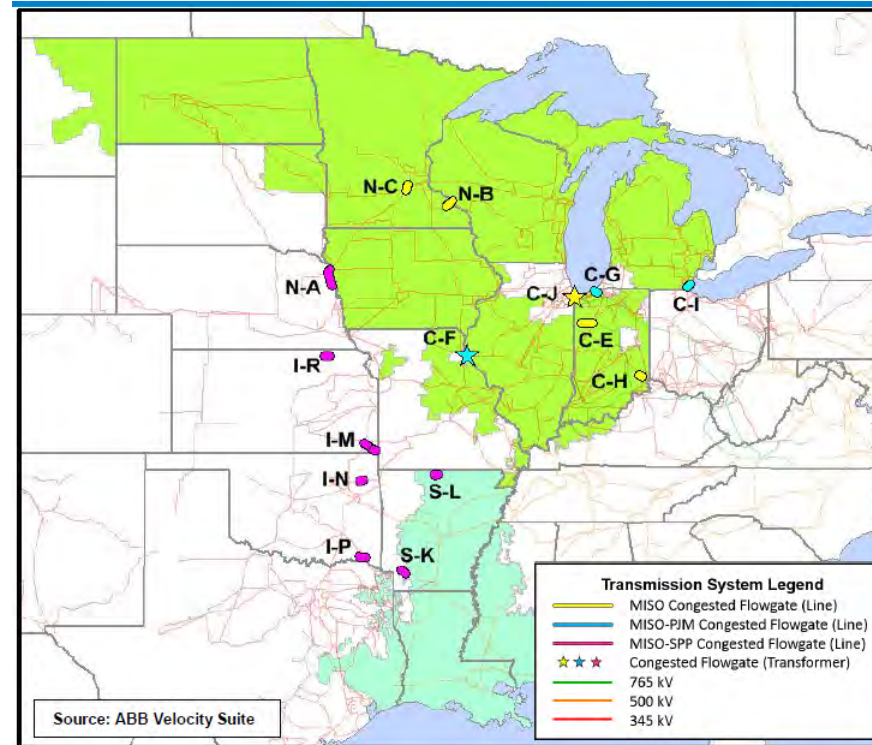 N-C
N-B
N-A
C-G
C-J
C-I
C-F
C-E
I-R
C-H
I-M
I-N
S-L
I-P
S-K
Transmission System Legend
MISO Congested Flowgate (Line)
MISO-PJM Congested Flowgate (Line)
MISO-SPP Congested Flowgate (Line)
Congested Flowgate (Transformer)
765 kV
500 kV
345 kV
Source: ABB Velocity Suite